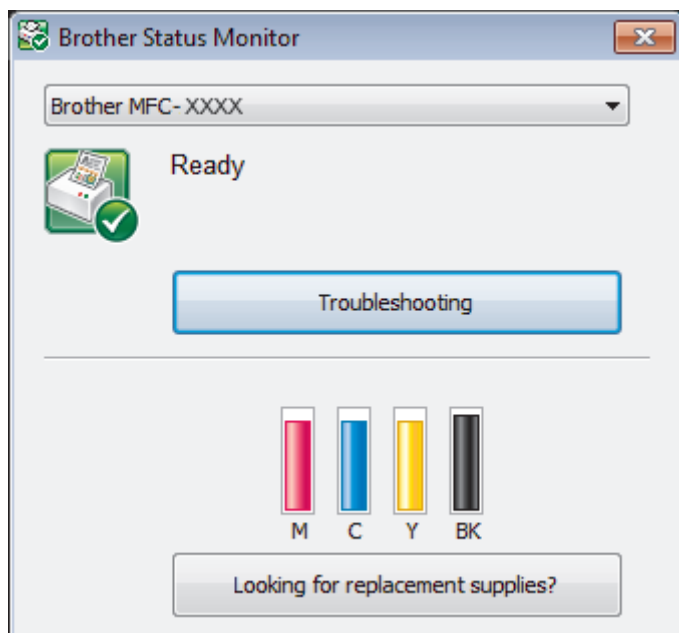 Brother Status Monitor
Brother MFC- XXXX
Ready
Troubleshooting
M C Y BK
Looking for replacement supplies?